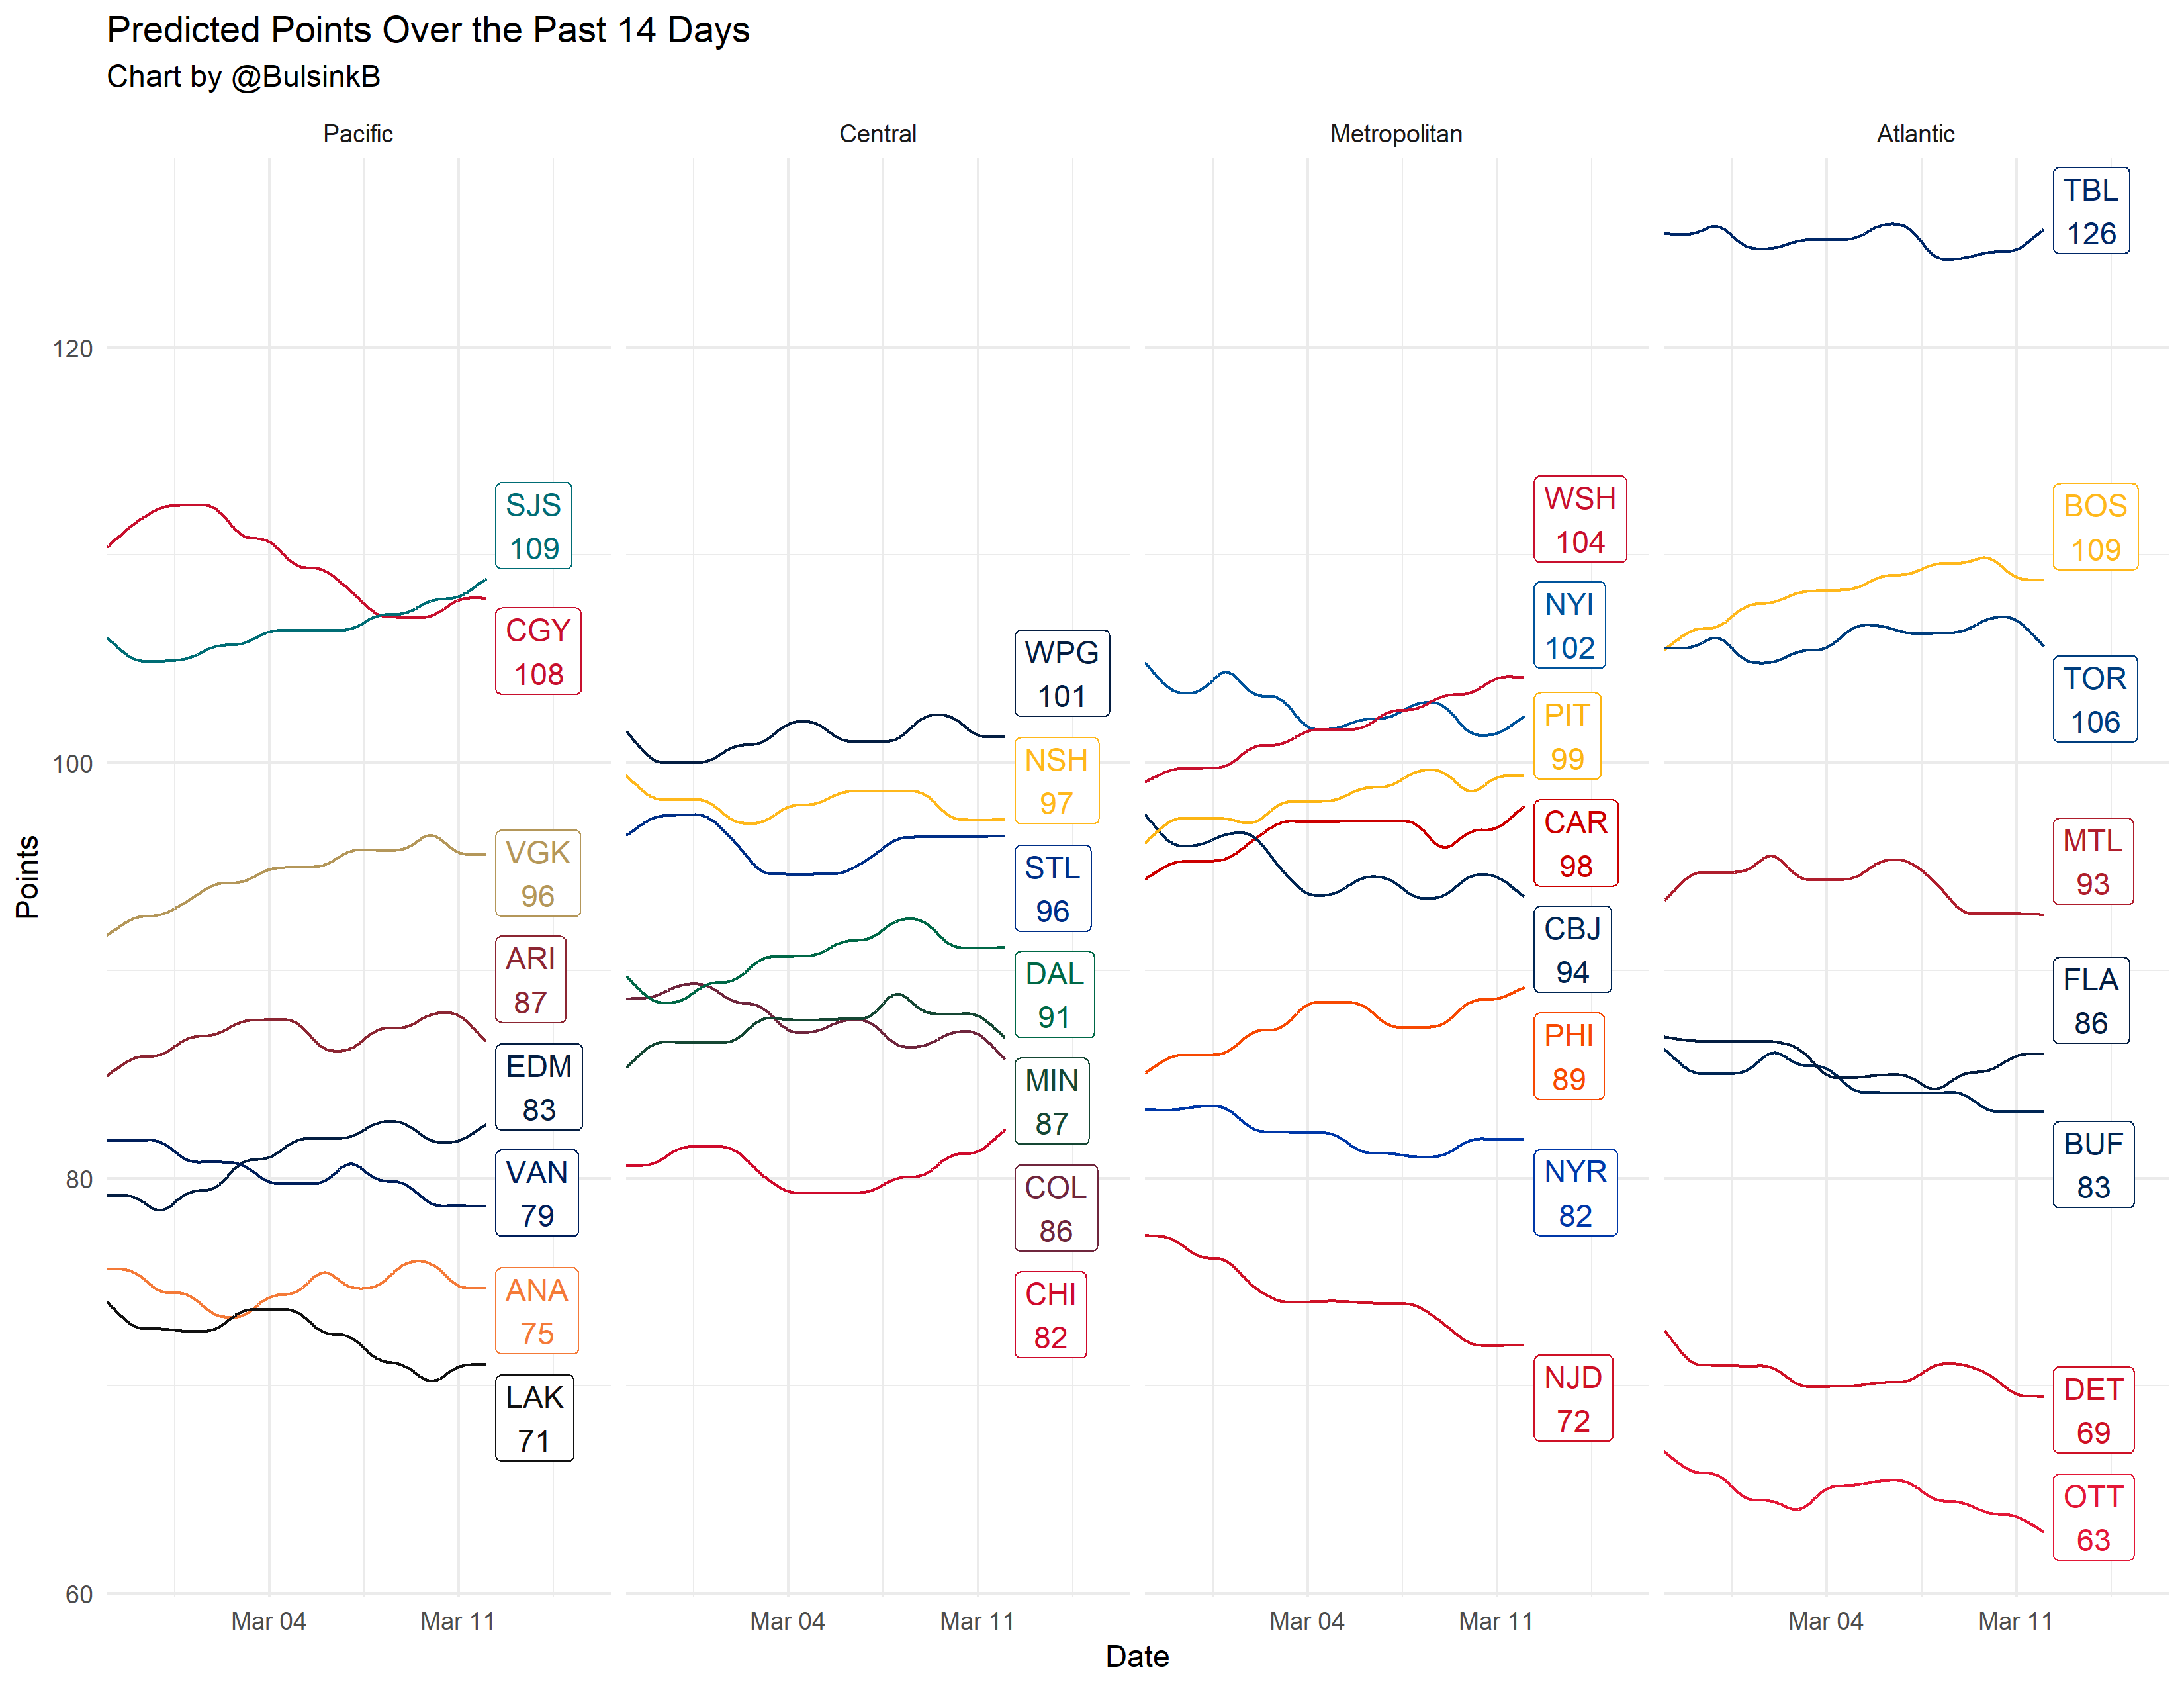 Predicted Points Over the Past 14 Days
Chart by @BulsinkB
Pacific
Central
Metropolitan
Atlantic
Points
120
100
80
60
SJS
109
CGY
108
VGK
96
ARI
87
EDM
83
VAN
79
ANA
75
LAK
71
WPG
101
NSH
97
STL
96
DAL
91
MIN
87
COL
86
CHI
82
WSH
104
NYI
102
PIT
99
CAR
98
CBJ
94
PHI
89
NYR
82
NJD
72
TBL
126
BOS
109
TOR
106
MTL
93
FLA
86
BUF
83
DET
69
OTT
63
Mar 04
Mar 11
Mar 04
Mar 11
Mar 04
Mar 11
Mar 04
Mar 11
Date